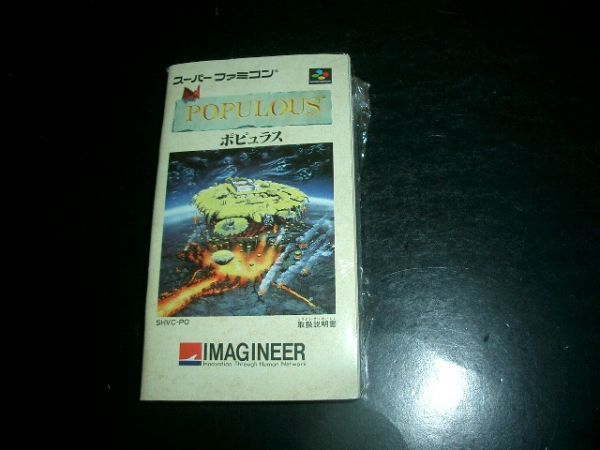 スーパーファミコン®
POPULOUS™
ポピュラス
SHVC-PO
取扱説明書
IMAGINEER
Innovation Through Human Network